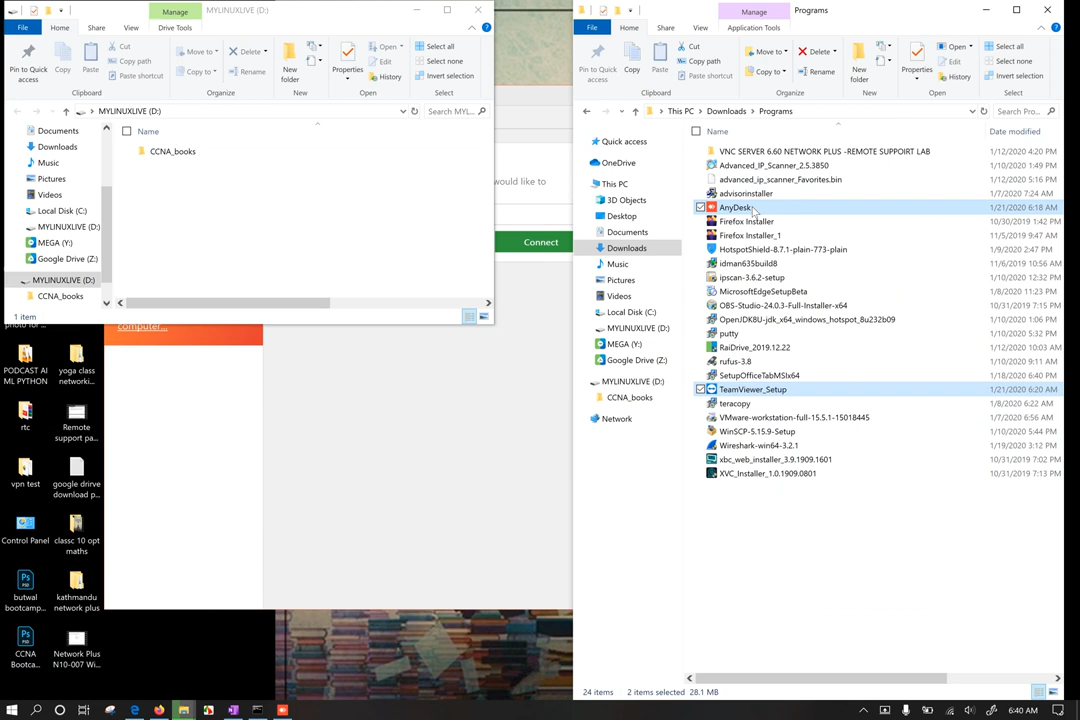 Manage
MYLINUXLIVE (D:)
File
Home
Share
View
Drive Tools
Pin to Quick access
Copy
Paste
Cut
Copy path
Paste shortcut
Clipboard
Move to
Copy to
Delete
Rename
Organize
New folder
New
Properties
Open
Edit
History
Open
Select all
Select none
Invert selection
Select
MYLINUXLIVE (D:)
Search MYL...
Documents
Downloads
Music
Pictures
Videos
Local Disk (C:)
MYLINUXLIVE (D:)
MEGA (Y:)
Google Drive (Z:)
MYLINUXLIVE (D:)
CCNA_books
Name
CCNA_books
1 item
would like to
Connect
computer...
PODCAST AI ML PYTHON
yoga class networki...
rtc
Remote support pa...
vpn test
google drirve download p...
Control Panel
classc 10 opt maths
butwal bootcamp...
kathmandu network plus
CCNA Bootca...
Network Plus N10-007 Wi...
Manage
Programs
File
Home
Share
View
Application Tools
Pin to Quick access
Copy
Paste
Cut
Copy path
Paste shortcut
Clipboard
Move to
Copy to
Delete
Rename
Organize
New folder
New
Properties
Open
Edit
History
Open
Select all
Select none
Invert selection
Select
This PC
Downloads
Programs
Search Pro...
Quick access
OneDrive
This PC
3D Objects
Desktop
Documents
Downloads
Music
Pictures
Videos
Local Disk (C:)
MYLINUXLIVE (D:)
MEGA (Y:)
Google Drive (Z:)
MYLINUXLIVE (D:)
CCNA_books
Network
Name Date modified
VNC SERVER 6.60 NETWORK PLUS -REMOTE SUPPOIRT LAB 1/12/2020 4:20 PM
Advanced_IP_Scanner_2.5.3850 1/10/2020 1:49 PM
advanced_ip_scanner_Favorites.bin 1/12/2020 5:16 PM
advisorinstaller 1/7/2020 7:24 AM
AnyDesk 1/21/2020 6:18 AM
Firefox Installer 10/30/2019 1:42 PM
Firefox Installer_1 11/5/2019 9:47 AM
HotspotShield-8.7.1-plain-773-plain 1/9/2020 2:47 PM
idman635build8 11/6/2019 10:56 AM
ipscan-3.6.2-setup 1/10/2020 12:32 PM
MicrosoftEdgeSetupBeta 1/21/2020 11:23 PM
OBS-Studio-24.0.3-Full-Installer-x64 10/31/2019 7:15 PM
OpenJDK8U-jdk_x64_windows_hotspot_8u232b09 1/10/2020 1:06 PM
putty 1/10/2020 5:32 PM
RaiDrive_2019.12.22 1/12/2020 10:03 AM
rufus-3.8 1/10/2020 9:11 AM
SetupOfficeTabMSIx64 1/18/2020 6:40 PM
TeamViewer_Setup 1/21/2020 6:20 AM
teracopy 1/8/2020 6:22 AM
VMware-workstation-full-15.5.1-15018445 1/7/2020 6:56 AM
WinSCP-5.15.9-Setup 1/10/2020 5:44 PM
Wireshark-win64-3.2.1 1/19/2020 3:12 PM
xbc_web_installer_3.9.1909.1601 10/31/2019 7:02 PM
XVC_Installer_1.0.1909.0801 10/31/2019 7:13 PM
24 items 2 items selected 28.1 MB
6:40 AM